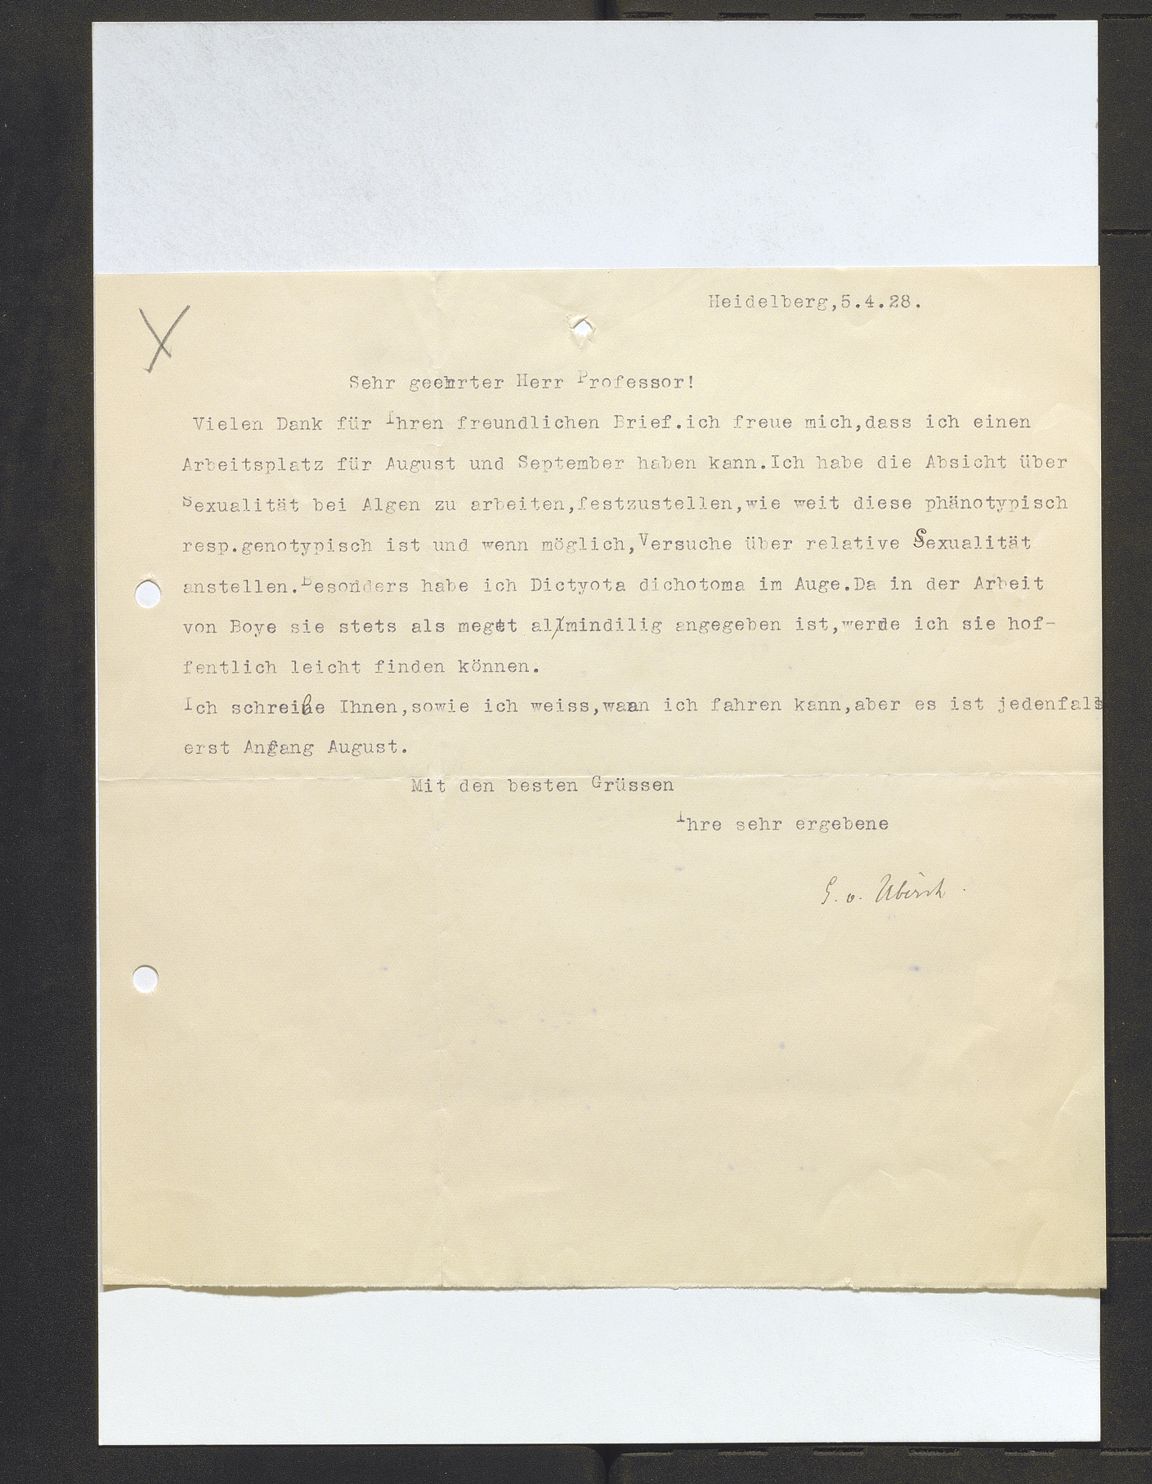 Heidelberg,5.4.28.
Sehr geehrter Herr Professor!
Vielen Dank für Ihren freundlichen Brief.ich freue mich,dass ich einen
Arbeitsplatz für August und September haben kann.Ich habe die Absicht über
Sexualität bei Algen zu arbeiten,festzustellen,wie weit diese phänotypisch
resp.genotypisch ist und wenn möglich,Versuche über relative Sexualität
anstellen.Besonders habe ich Dictyota dichotoma im Auge.Da in der Arbeit
von Boye sie stets als meget allmindilig angegeben ist,werde ich sie hof-
fentlich leicht finden können.
Ich schreibe Ihnen,sowie ich weiss,wann ich fahren kann,aber es ist jedenfalls
erst Anfang August.
Mit den besten Grüssen
Ihre sehr ergebene
G. v. Ubisch.